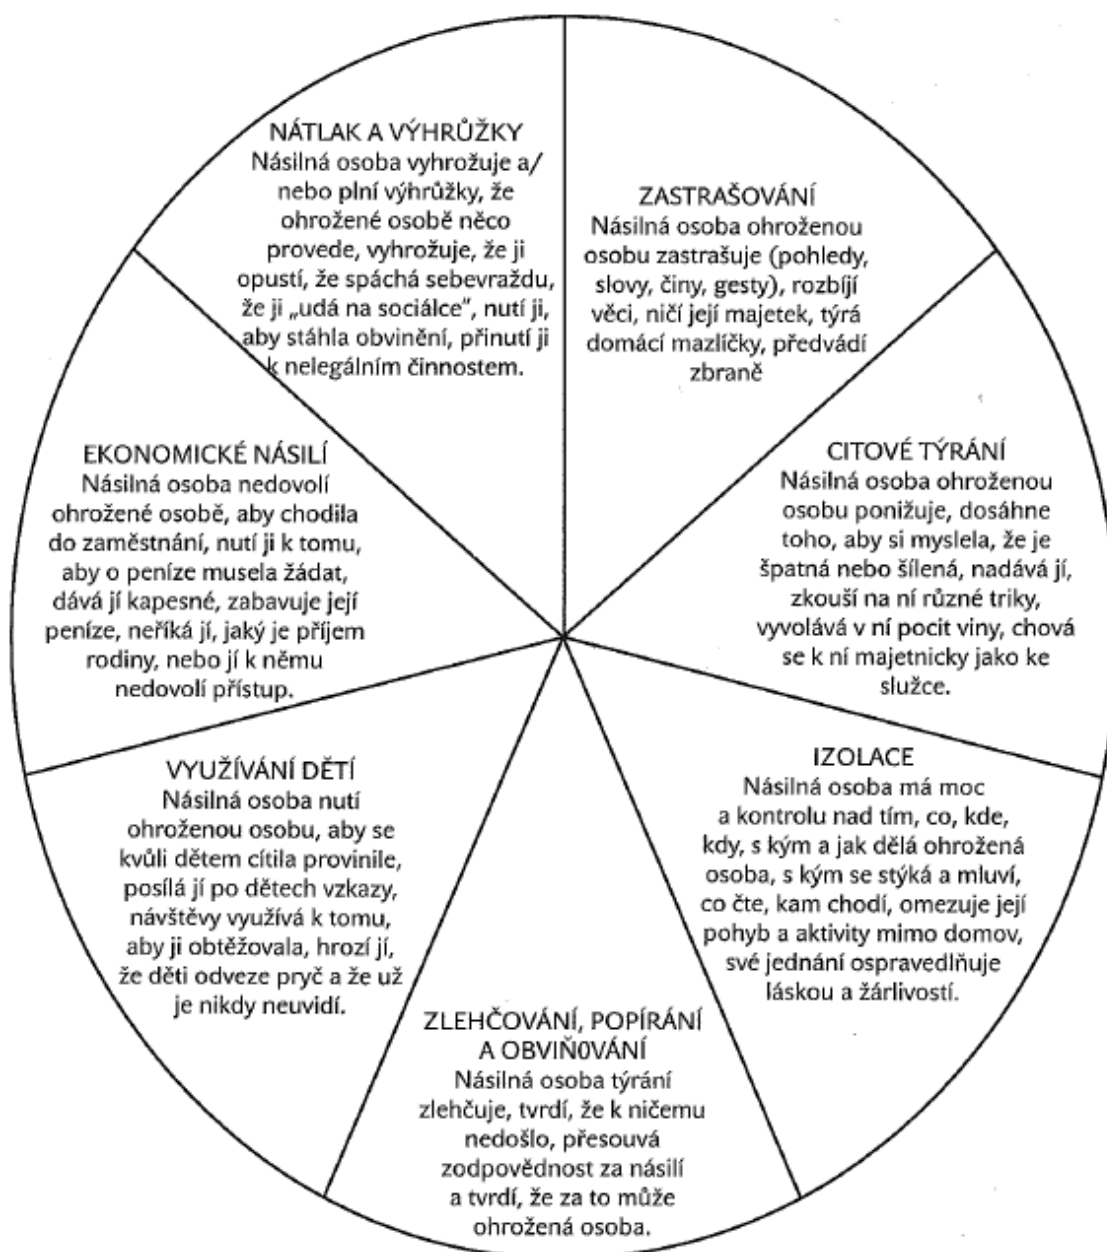 NÁTLAK A VÝHRŮŽKY
Násilná osoba vyhrožuje a/
nebo plní výhrůžky, že
ohrožené osobě něco
provede, vyhrožuje, že ji
opustí, že spáchá sebevraždu,
že ji „udá na sociálce", nutí ji,
aby stáhla obvinění, přinutí ji
k nelegálním činnostem.
ZASTRAŠOVÁNÍ
Násilná osoba ohroženou
osobu zastrašuje (pohledy,
slovy, činy, gesty), rozbíjí
věci, ničí její majetek, týrá
domácí mazlíčky, předvádí
zbraně
CITOVÉ TÝRÁNÍ
Násilná osoba ohroženou
osobu ponižuje, dosáhne
toho, aby si myslela, že je
špatná nebo šílená, nadává jí,
zkouší na ní různé triky,
vyvolává v ní pocit viny, chová
se k ní majetnicky jako ke
služce.
IZOLACE
Násilná osoba má moc
a kontrolu nad tím, co, kde,
kdy, s kým a jak dělá ohrožená
osoba, s kým se stýká a mluví,
co čte, kam chodí, omezuje její
pohyb a aktivity mimo domov,
své jednání ospravedlňuje
láskou a žárlivostí.
ZLEHČOVÁNÍ, POPÍRÁNÍ
A OBVIŇ0VÁNÍ
Násilná osoba týrání
zlehčuje, tvrdí, že k ničemu
nedošlo, přesouvá
zodpovědnost za násilí
a tvrdí, že za to může
ohrožená osoba.
VYUŽÍVÁNÍ DĚTÍ
Násilná osoba nutí
ohroženou osobu, aby se
kvůli dětem cítila provinile,
posílá jí po dětech vzkazy,
návštěvy využívá k tomu,
aby ji obtěžovala, hrozí jí,
že děti odveze pryč a že už
je nikdy neuvidí.
EKONOMICKÉ NÁSILÍ
Násilná osoba nedovolí
ohrožené osobě, aby chodila
do zaměstnání, nutí ji k tomu,
aby o peníze musela žádat,
dává jí kapesné, zabavuje její
peníze, neříká jí, jaký je příjem
rodiny, nebo jí k němu
nedovolí přístup.